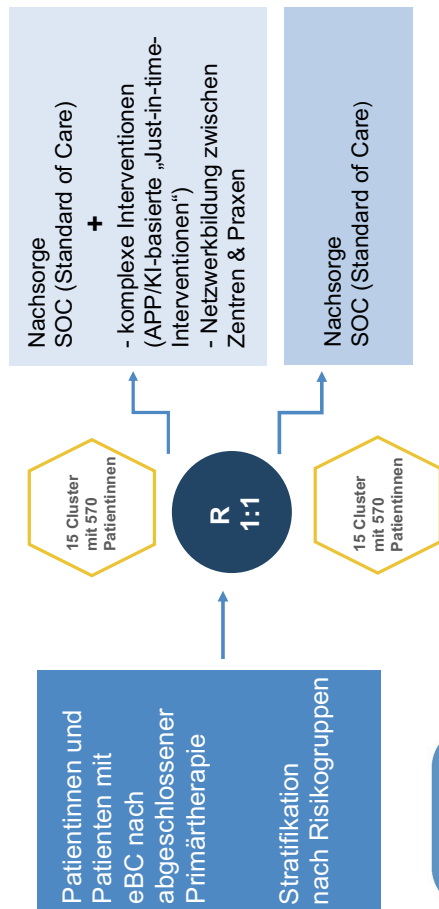 Patientinnen und
Patienten mit
eBC nach
abgeschlossener
Primärtherapie
Stratifikation
nach Risikogruppen
15 Cluster
mit 570
Patientinnen
R
1:1
15 Cluster
mit 570
Patientinnen
Nachsorge
SOC (Standard of Care)
+
- komplexe Interventionen
(APP/KI-basierte „Just-in-time-
Interventionen“)
- Netzwerkbildung zwischen
Zentren & Praxen
Nachsorge
SOC (Standard of Care)